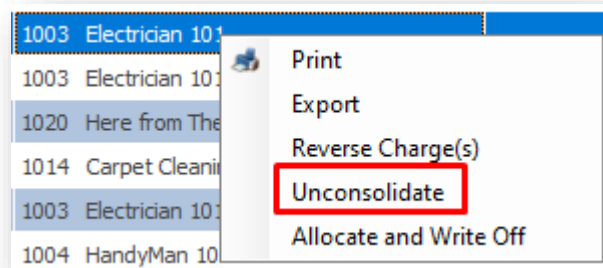 1003 Electrician 101
1003 Electrician 101
1020 Here from The
1014 Carpet Cleani
1003 Electrician 101
1004 HandyMan 10
Print
Export
Reverse Charge(s)
Unconsolidate
Allocate and Write Off